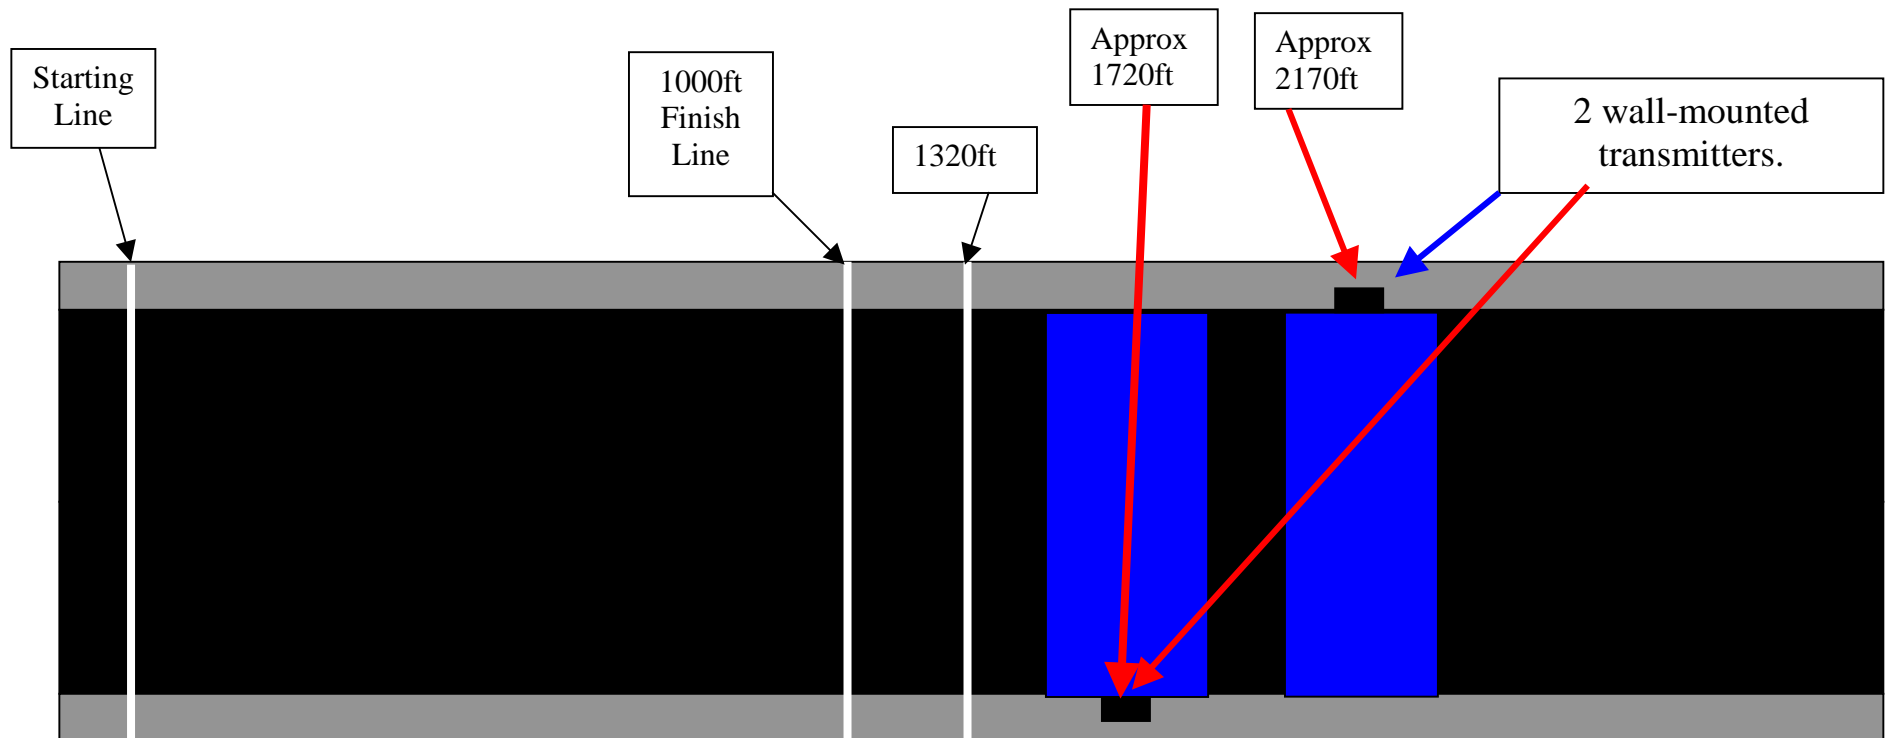 Starting
Line
1000ft
Finish
Line
1320ft
Approx
1720ft
Approx
2170ft
2 wall-mounted
transmitters.